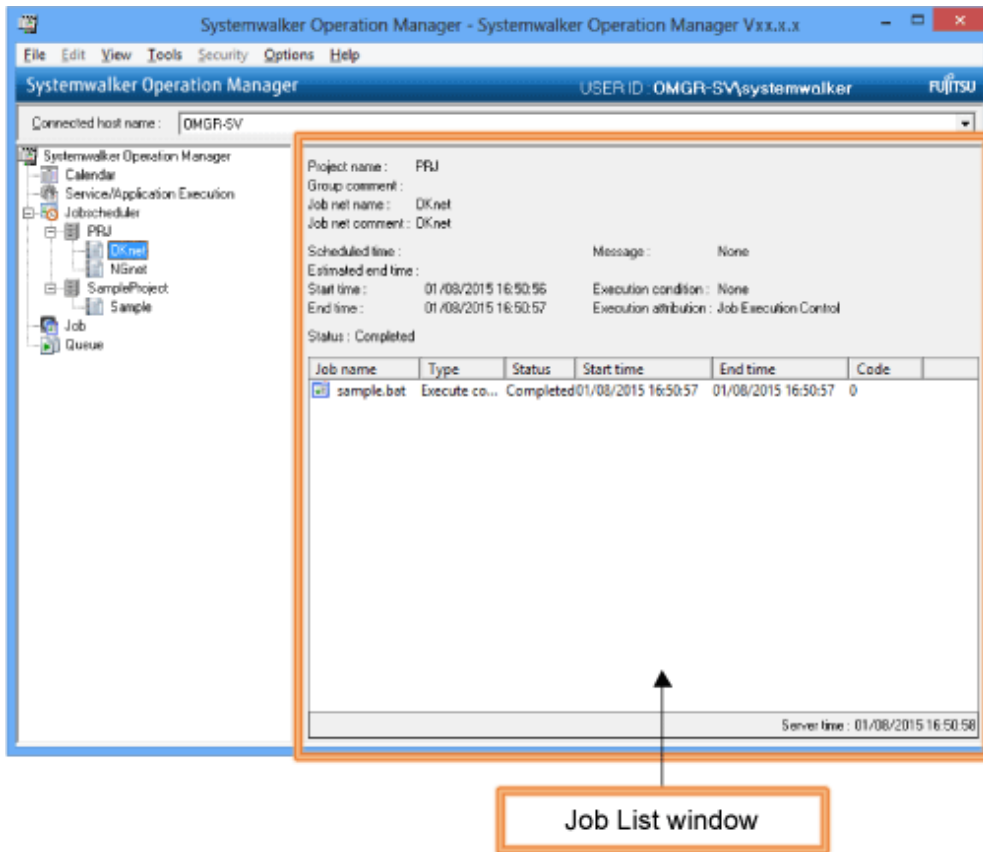 Systemwalker Operation Manager - Systemwalker Operation Manager Vxx.x.x
File Edit View Tools Security Options Help
Systemwalker Operation Manager USER ID : OMGR-SV\systemwalker FUJITSU
Connected host name : OMGR-SV
Systemwalker Operation Manager
Calendar
Service/Application Execution
Jobscheduler
PRJ
OKnet
NGnet
SampleProject
Sample
Job
Queue
Project name : PRJ
Group comment :
Job net name : OKnet
Job net comment : OKnet
Scheduled time : Message : None
Estimated end time :
Start time : 01/08/2015 16:50:56 Execution condition : None
End time : 01/08/2015 16:50:57 Execution attribution : Job Execution Control
Status : Completed
Job name Type Status Start time End time Code
sample.bat Execute co... Completed 01/08/2015 16:50:57 01/08/2015 16:50:57 0
Server time : 01/08/2015 16:50:58
Job List window